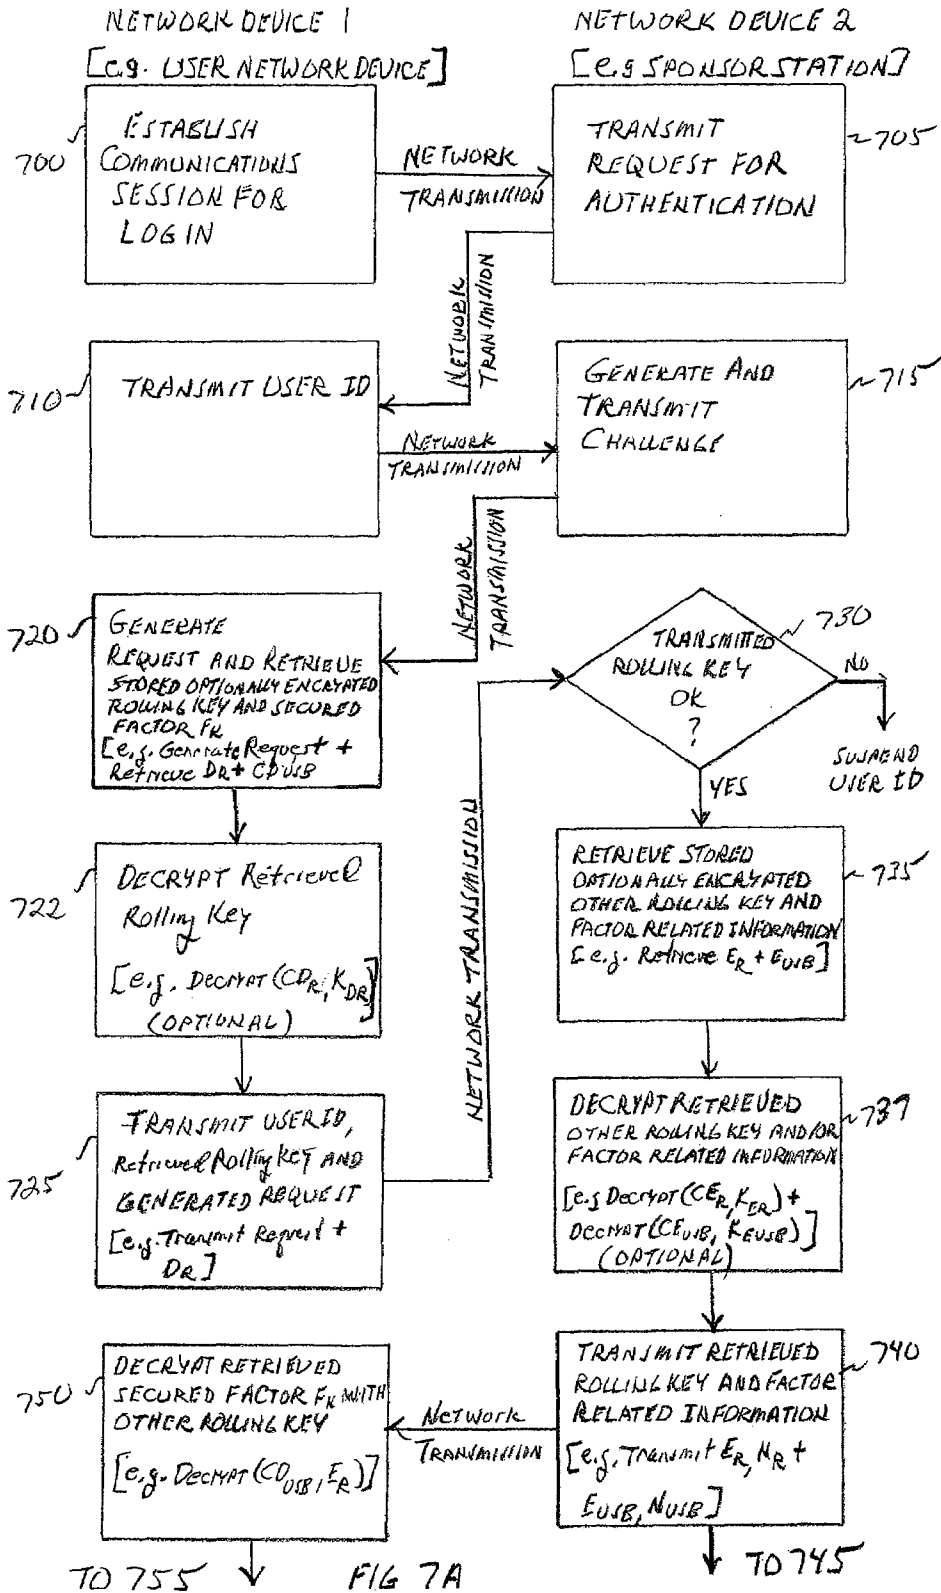 NETWORK DEVICE 1
[e.g. USER NETWORK DEVICE]
NETWORK DEVICE 2
[e.g SPONSOR STATION]
700
ESTABLISH
COMMUNICATIONS
SESSION FOR
LOGIN
NETWORK
TRANSMISSION
TRANSMIT
REQUEST FOR
AUTHENTICATION
705
NETWORK
TRANSMISSION
710
TRANSMIT USER ID
NETWORK
TRANSMISSION
GENERATE AND
TRANSMIT
CHALLENGE
715
NETWORK
TRANSMISSION
720
GENERATE
REQUEST AND RETRIEVE
STORED OPTIONALLY ENCRYPTED
ROLLING KEY AND SECURED
FACTOR FK
[e.g. Generate Request +
Retrieve DR + CDUSB
TRANSMITTED
ROLLING KEY
OK
?
730
NO
SUSPEND
USER ID
YES
722
DECRYPT Retrieved
Rolling Key
[e.g. Decrypt (CDR, KDR)]
(OPTIONAL)
NETWORK TRANSMISSION
RETRIEVE STORED
OPTIONALLY ENCRYPTED
OTHER ROLLING KEY AND
FACTOR RELATED INFORMATION
[e.g. Retrieve ER + EUSB]
735
725
TRANSMIT USER ID,
Retrieved Rolling Key AND
GENERATED REQUEST
[e.g. Transmit Request +
DR]
DECRYPT RETRIEVED
OTHER ROLLING KEY AND/OR
FACTOR RELATED INFORMATION
[e.g Decrypt (CER, KER) +
Decrypt (CEUSB, KEUSB)]
(OPTIONAL)
737
750
DECRYPT RETRIEVED
SECURED FACTOR FK WITH
OTHER ROLLING KEY
[e.g. Decrypt (CDUSB, ER)]
Network
TRANSMISSION
TRANSMIT RETRIEVED
ROLLING KEY AND FACTOR
RELATED INFORMATION
[e.g. Transmit ER, NR +
EUSB, NUSB]
740
TO 755
FIG 7A
TO 745